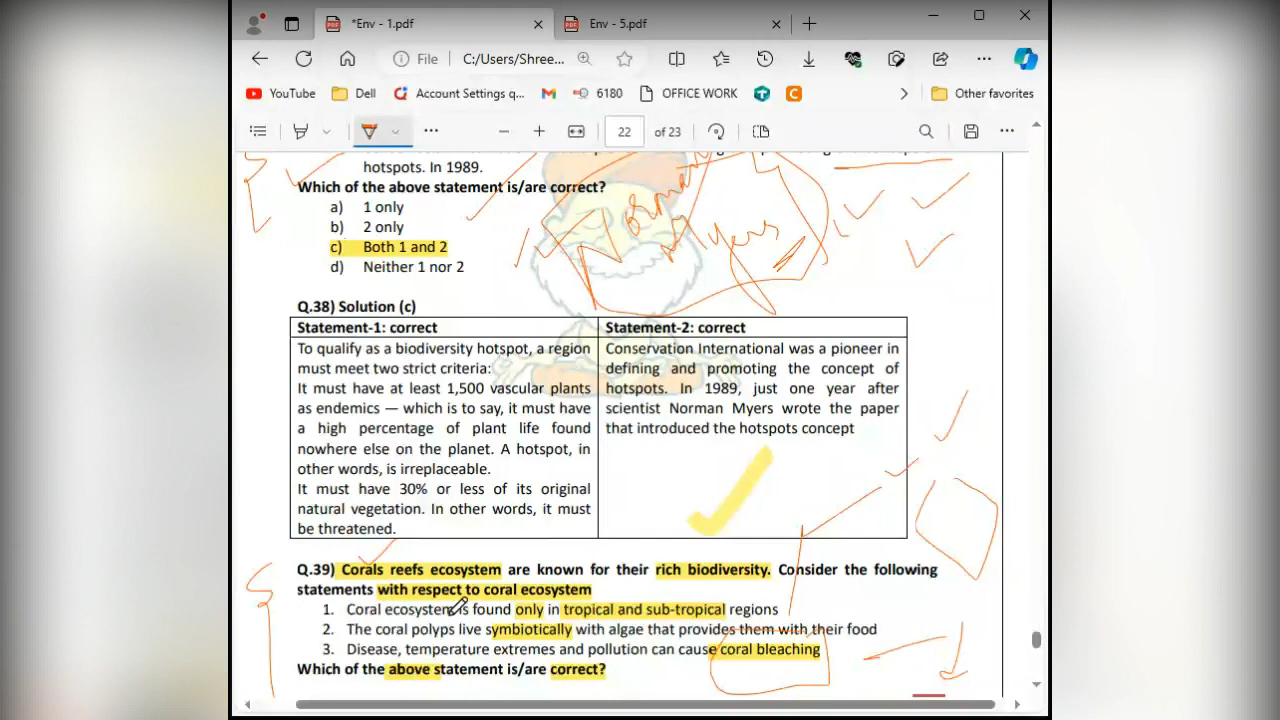 *Env - 1.pdf
Env - 5.pdf
File C:/Users/Shree...
YouTube Dell Account Settings q... 6180 OFFICE WORK Other favorites
22 of 23
hotspots. In 1989.
Which of the above statement is/are correct?
a) 1 only
b) 2 only
c) Both 1 and 2
d) Neither 1 nor 2
Norman
Myers
Q.38) Solution (c)
Statement-1: correct
To qualify as a biodiversity hotspot, a region
must meet two strict criteria:
It must have at least 1,500 vascular plants
as endemics — which is to say, it must have
a high percentage of plant life found
nowhere else on the planet. A hotspot, in
other words, is irreplaceable.
It must have 30% or less of its original
natural vegetation. In other words, it must
be threatened.
Statement-2: correct
Conservation International was a pioneer in
defining and promoting the concept of
hotspots. In 1989, just one year after
scientist Norman Myers wrote the paper
that introduced the hotspots concept
Q.39) Corals reefs ecosystem are known for their rich biodiversity. Consider the following
statements with respect to coral ecosystem
1. Coral ecosystem is found only in tropical and sub-tropical regions
2. The coral polyps live symbiotically with algae that provides them with their food
3. Disease, temperature extremes and pollution can cause coral bleaching
Which of the above statement is/are correct?